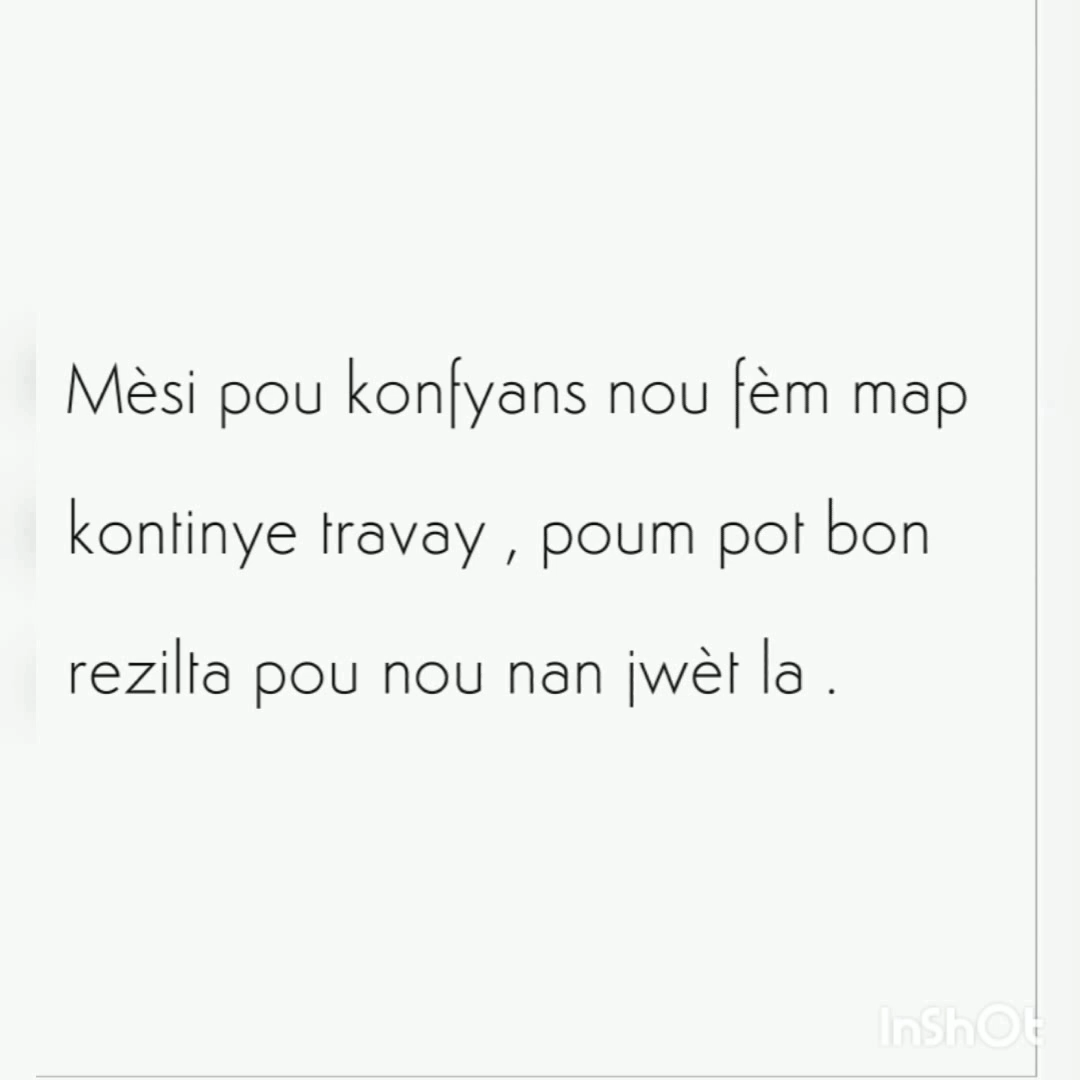 Mèsi pou konfyans nou fèm map
kontinye travay , poum pot bon
rezilta pou nou nan jwèt la .
InShOt